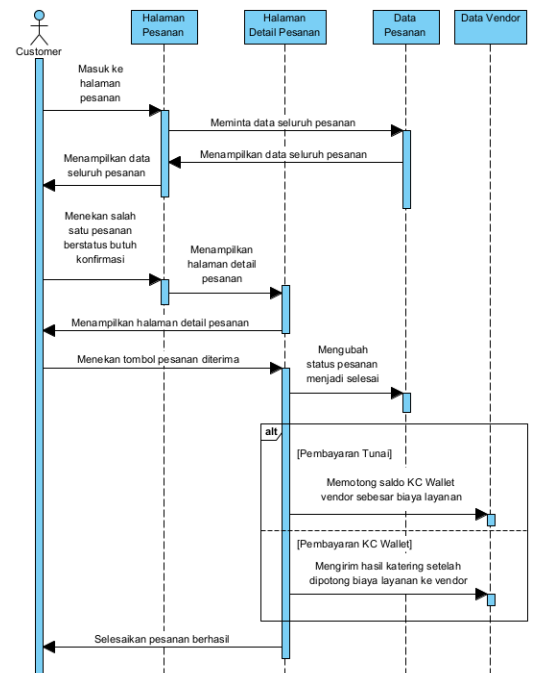 Halaman
Pesanan
Halaman
Detail Pesanan
Data
Pesanan
Data Vendor
Customer
Masuk ke
halaman
pesanan
Meminta data seluruh pesanan
Menampilkan data seluruh pesanan
Menampilkan data
seluruh pesanan
Menekan salah
satu pesanan
berstatus butuh
konfirmasi
Menampilkan
halaman detail
pesanan
Menampilkan halaman detail pesanan
Menekan tombol pesanan diterima
Mengubah
status pesanan
menjadi selesai
alt
[Pembayaran Tunai]
Memotong saldo KC Wallet
vendor sebesar biaya layanan
[Pembayaran KC Wallet]
Mengirim hasil katering setelah
dipotong biaya layanan ke vendor
Selesaikan pesanan berhasil